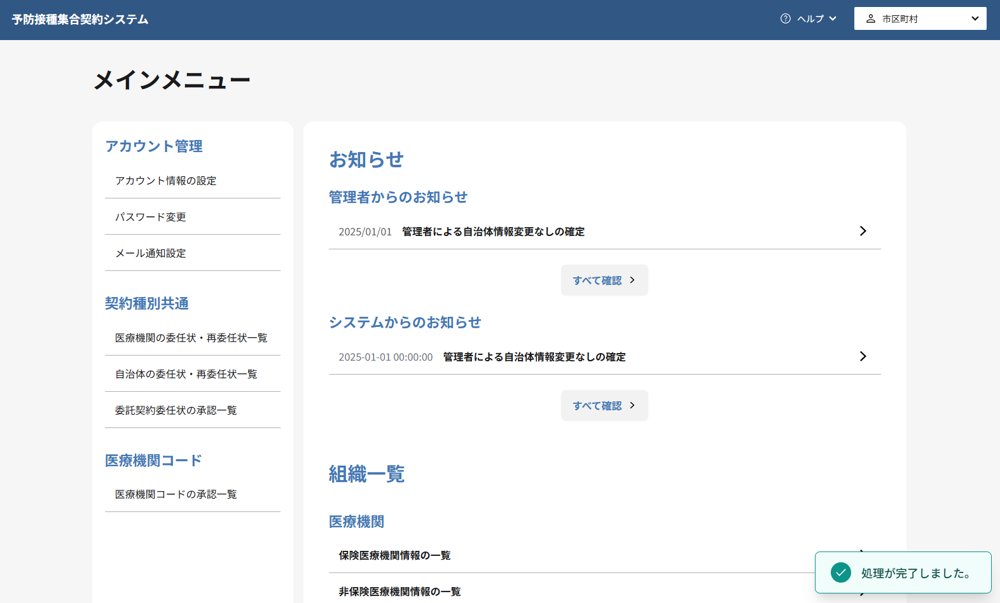 予防接種集合契約システム
ヘルプ
市区町村
メインメニュー
アカウント管理
アカウント情報の設定
パスワード変更
メール通知設定
契約種別共通
医療機関の委任状・再委任状一覧
自治体の委任状・再委任状一覧
委託契約委任状の承認一覧
医療機関コード
医療機関コードの承認一覧
お知らせ
管理者からのお知らせ
2025/01/01 管理者による自治体情報変更なしの確定
すべて確認
システムからのお知らせ
2025-01-01 00:00:00 管理者による自治体情報変更なしの確定
すべて確認
組織一覧
医療機関
保険医療機関情報の一覧
非保険医療機関情報の一覧
処理が完了しました。